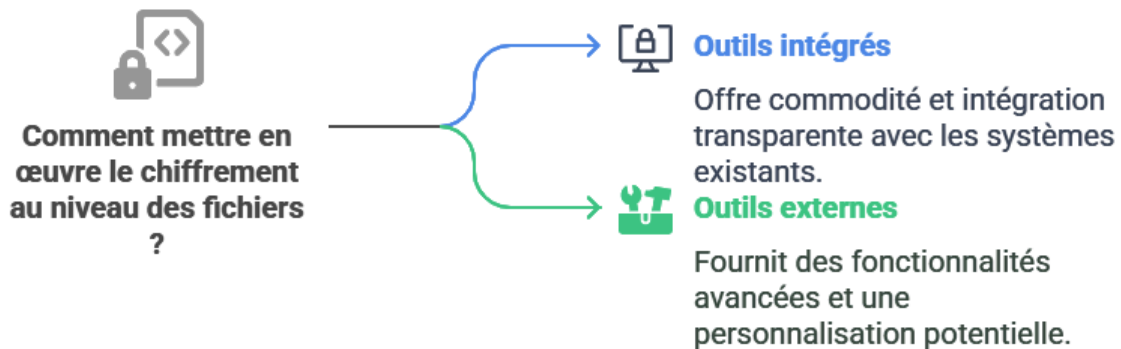 Comment mettre en
œuvre le chiffrement
au niveau des fichiers
?
Outils intégrés
Offre commodité et intégration
transparente avec les systèmes
existants.
Outils externes
Fournit des fonctionnalités
avancées et une
personnalisation potentielle.